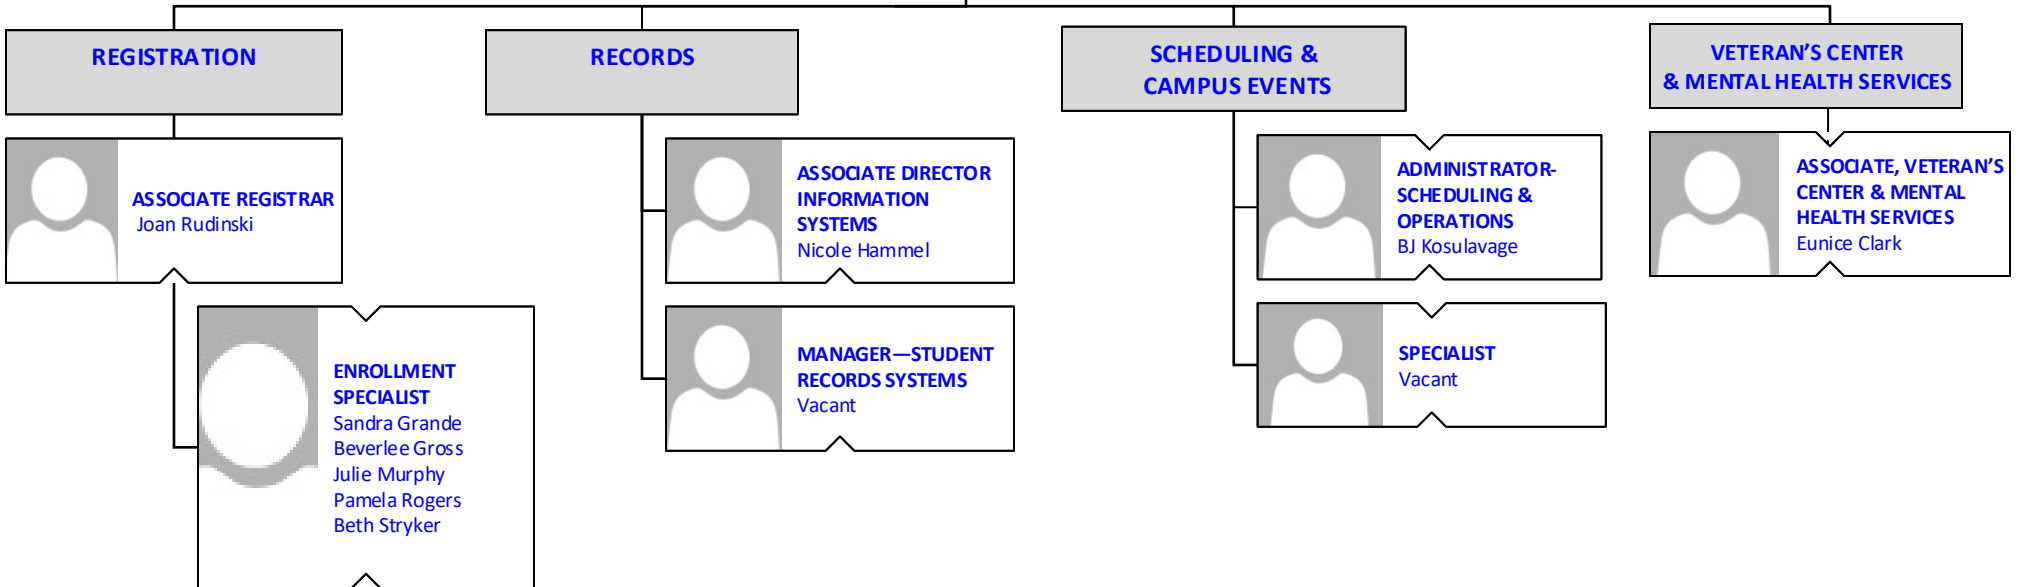 REGISTRATION
RECORDS
SCHEDULING &
CAMPUS EVENTS
VETERAN’S CENTER
& MENTAL HEALTH SERVICES
ASSOCIATE REGISTRAR
Joan Rudinski
ENROLLMENT
SPECIALIST
Sandra Grande
Beverlee Gross
Julie Murphy
Pamela Rogers
Beth Stryker
ASSOCIATE DIRECTOR
INFORMATION
SYSTEMS
Nicole Hammel
MANAGER—STUDENT
RECORDS SYSTEMS
Vacant
ADMINISTRATOR-
SCHEDULING &
OPERATIONS
BJ Kosulavage
SPECIALIST
Vacant
ASSOCIATE, VETERAN’S
CENTER & MENTAL
HEALTH SERVICES
Eunice Clark